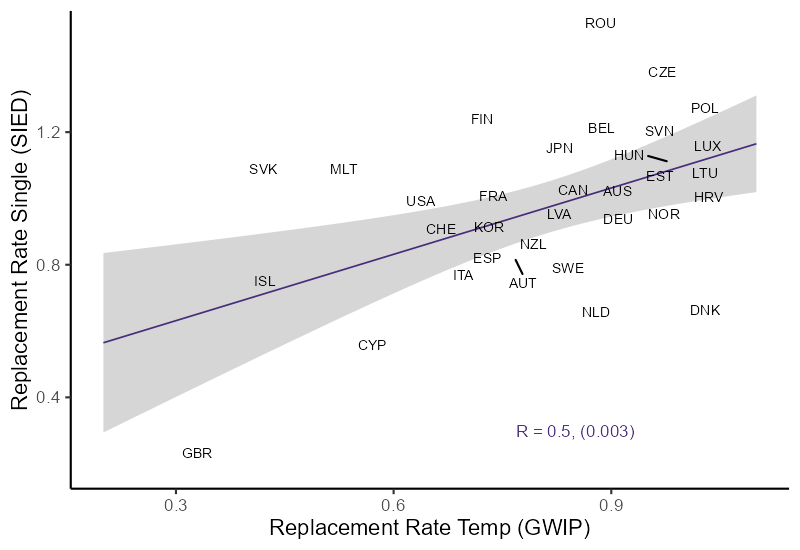 ROU
CZE
POL
FIN
BEL
SVN
1.2
JPN
LUX
HUN
SVK
MLT
EST
LTU
CAN
AUS
USA
FRA
HRV
LVA
NOR
DEU
CHE
KOR
NZL
ESP
0.8
SWE
ITA
ISL
AUT
NLD
DNK
CYP
0.4
R = 0.5, (0.003)
GBR
0.3
0.6
0.9
Replacement Rate Temp (GWIP)
Replacement Rate Single (SIED)